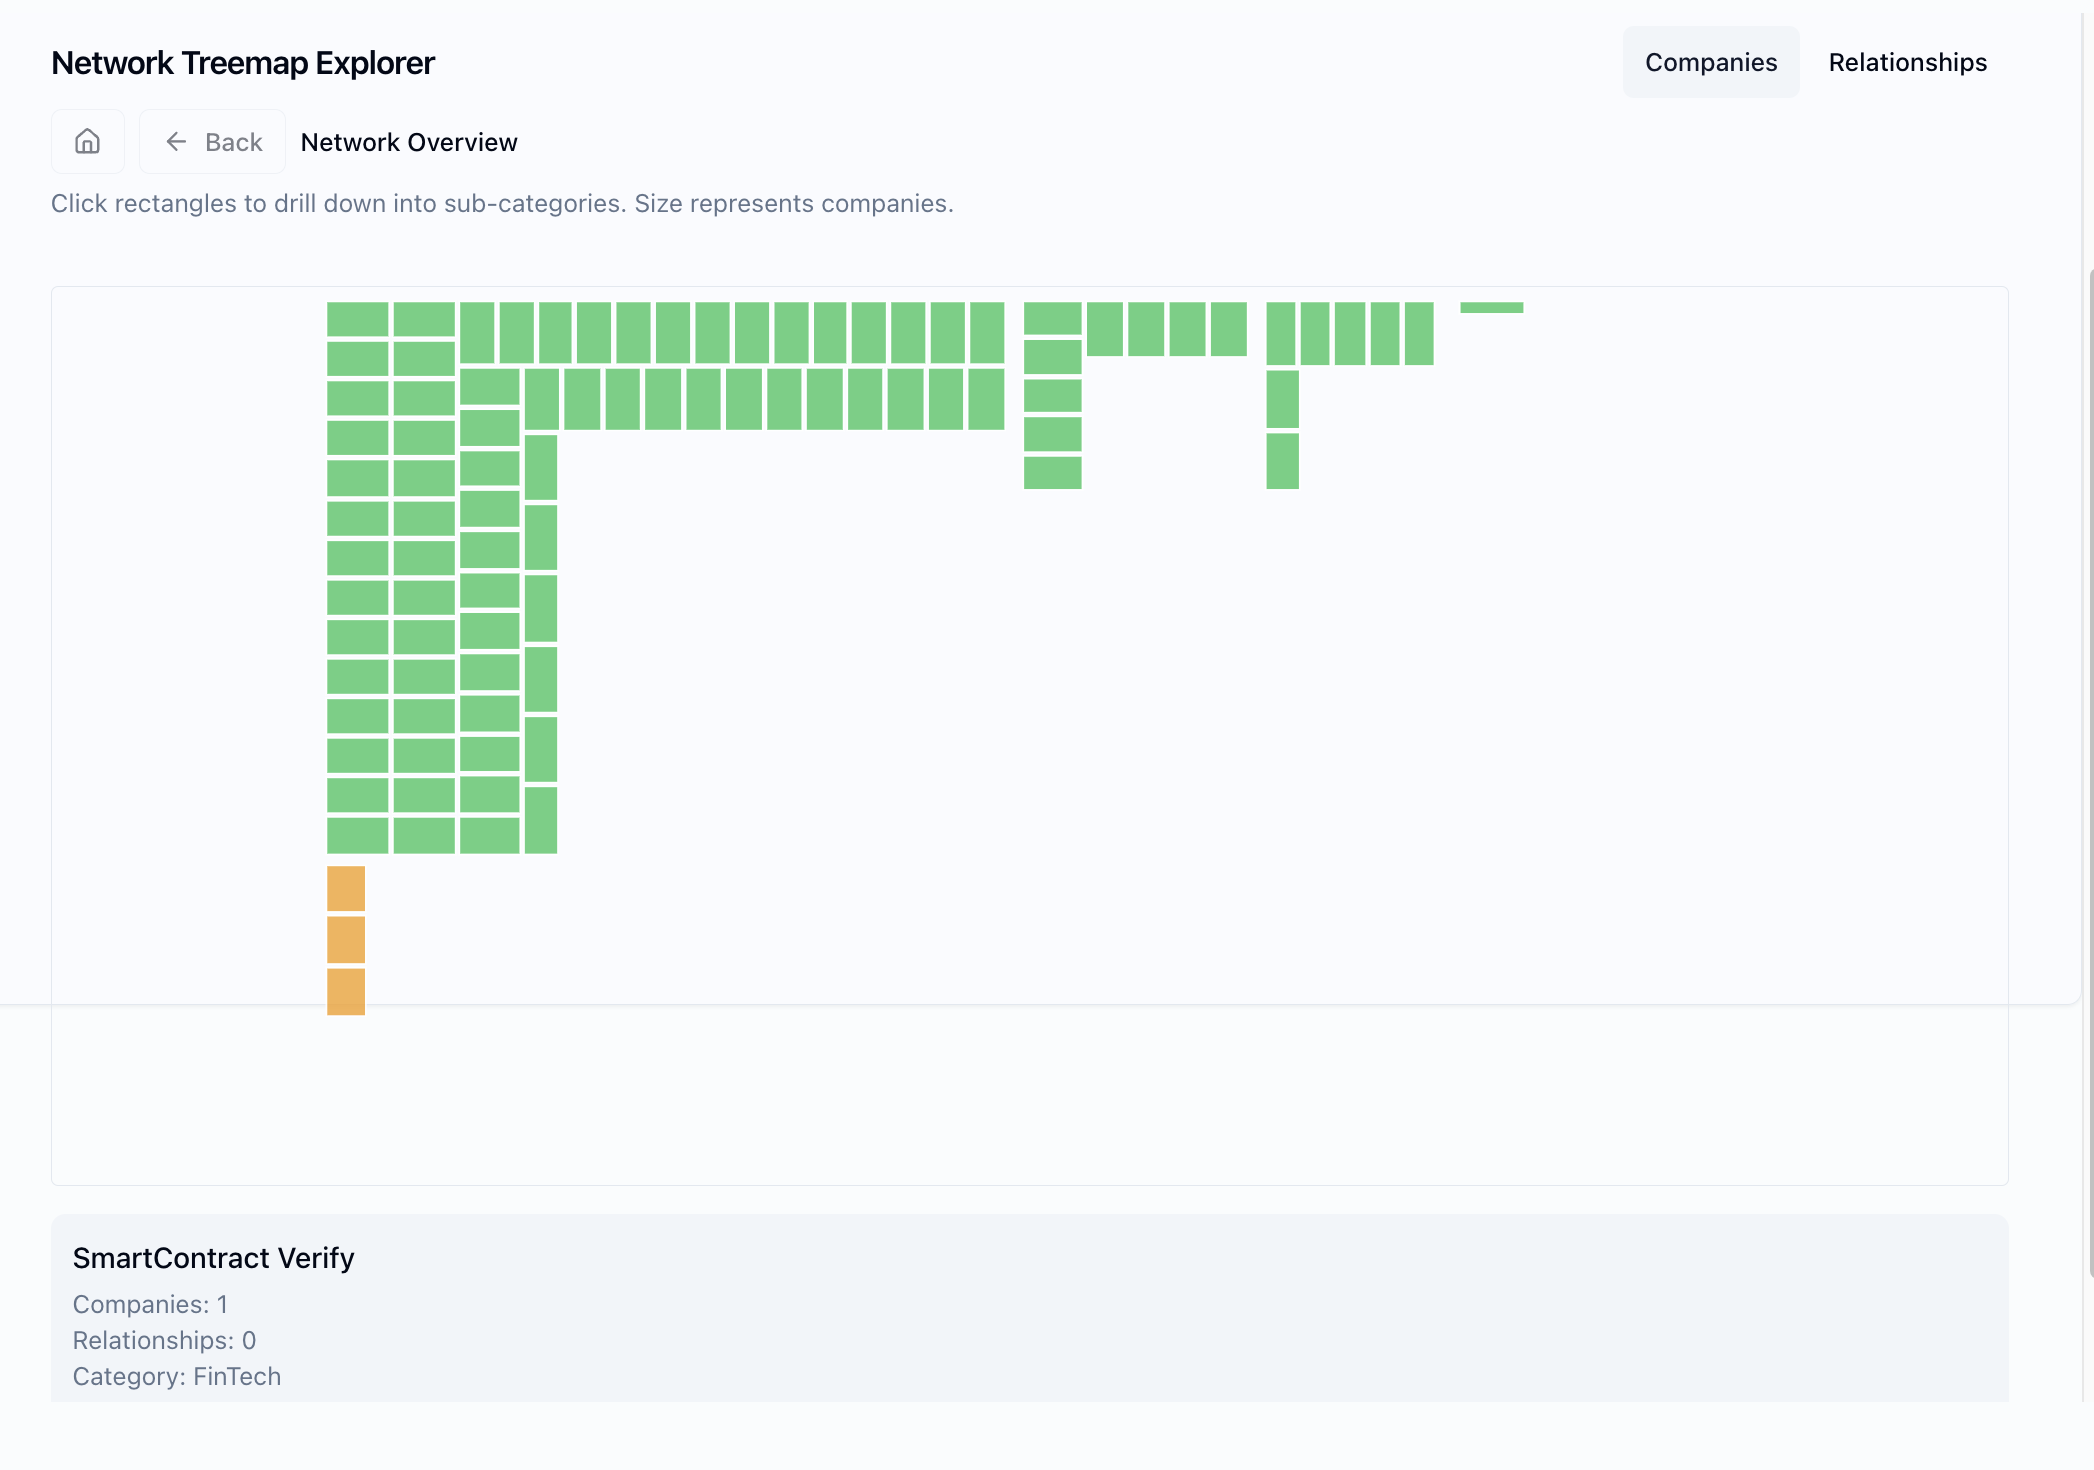 Network Treemap Explorer
Companies
Relationships
Back
Network Overview
Click rectangles to drill down into sub-categories. Size represents companies.
SmartContract Verify
Companies: 1
Relationships: 0
Category: FinTech